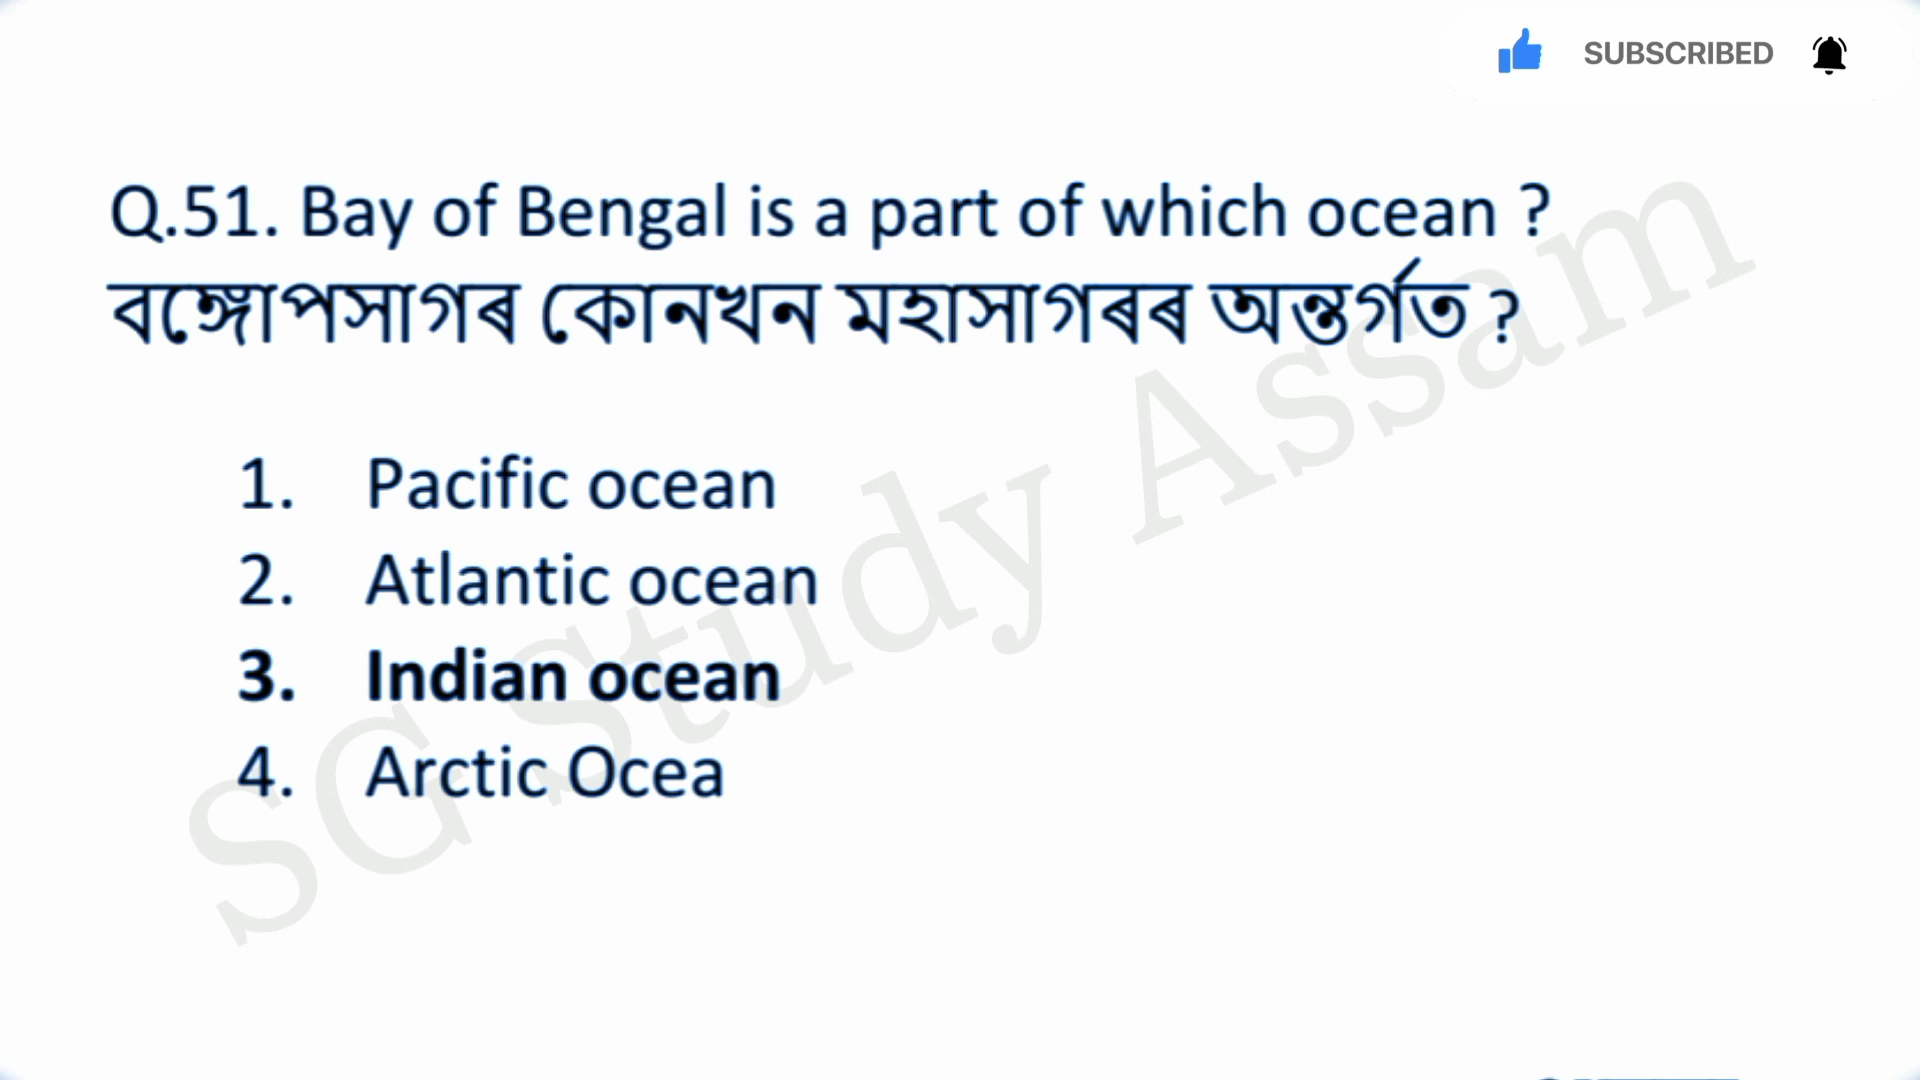 SUBSCRIBED
Q.51. Bay of Bengal is a part of which ocean ?
বঙ্গোপসাগৰ কোনখন মহাসাগৰৰ অন্তৰ্গত ?
1. Pacific ocean
2. Atlantic ocean
3. Indian ocean
4. Arctic Ocea
SG Study Assam